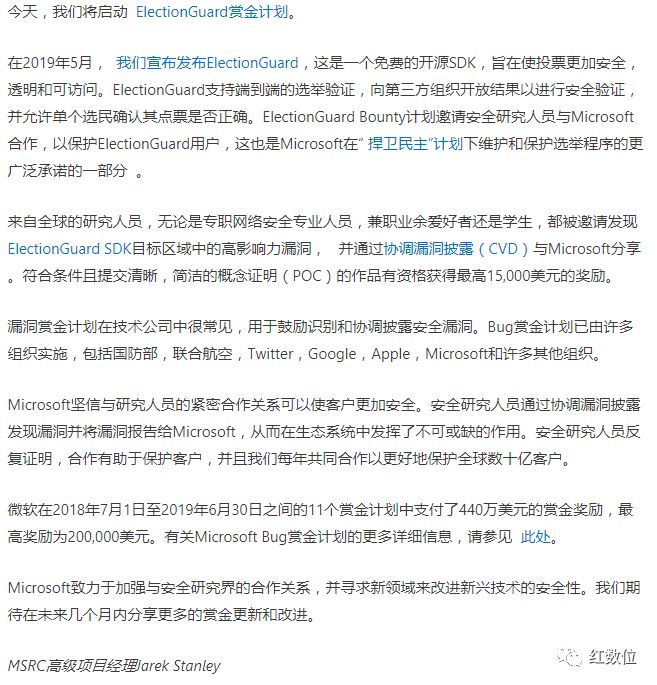 今天，我们将启动 ElectionGuard赏金计划。
在2019年5月， 我们宣布发布ElectionGuard，这是一个免费的开源SDK，旨在使投票更加安全，
透明和可访问。ElectionGuard支持端到端的选举验证，向第三方组织开放结果以进行安全验证，
并允许单个选民确认其点票是否正确。ElectionGuard Bounty计划邀请安全研究人员与Microsoft
合作，以保护ElectionGuard用户，这也是Microsoft在“ 捍卫民主”计划下维护和保护选举程序的更
广泛承诺的一部分 。
来自全球的研究人员，无论是专职网络安全专业人员，兼职业余爱好者还是学生，都被邀请发现
ElectionGuard SDK目标区域中的高影响力漏洞， 并通过协调漏洞披露（CVD）与Microsoft分享
。符合条件且提交清晰，简洁的概念证明（POC）的作品有资格获得最高15,000美元的奖励。
漏洞赏金计划在技术公司中很常见，用于鼓励识别和协调披露安全漏洞。Bug赏金计划已由许多
组织实施，包括国防部，联合航空，Twitter，Google，Apple，Microsoft和许多其他组织。
Microsoft坚信与研究人员的紧密合作关系可以使客户更加安全。安全研究人员通过协调漏洞披露
发现漏洞并将漏洞报告给Microsoft，从而在生态系统中发挥了不可或缺的作用。安全研究人员反
复证明，合作有助于保护客户，并且我们每年共同合作以更好地保护全球数十亿客户。
微软在2018年7月1日至2019年6月30日之间的11个赏金计划中支付了440万美元的赏金奖励，最
高奖励为200,000美元。有关Microsoft Bug赏金计划的更多详细信息，请参见 此处。
Microsoft致力于加强与安全研究界的合作关系，并寻求新领域来改进新兴技术的安全性。我们期
待在未来几个月内分享更多的赏金更新和改进。
MSRC高级项目经理Jarek Stanley
红数位